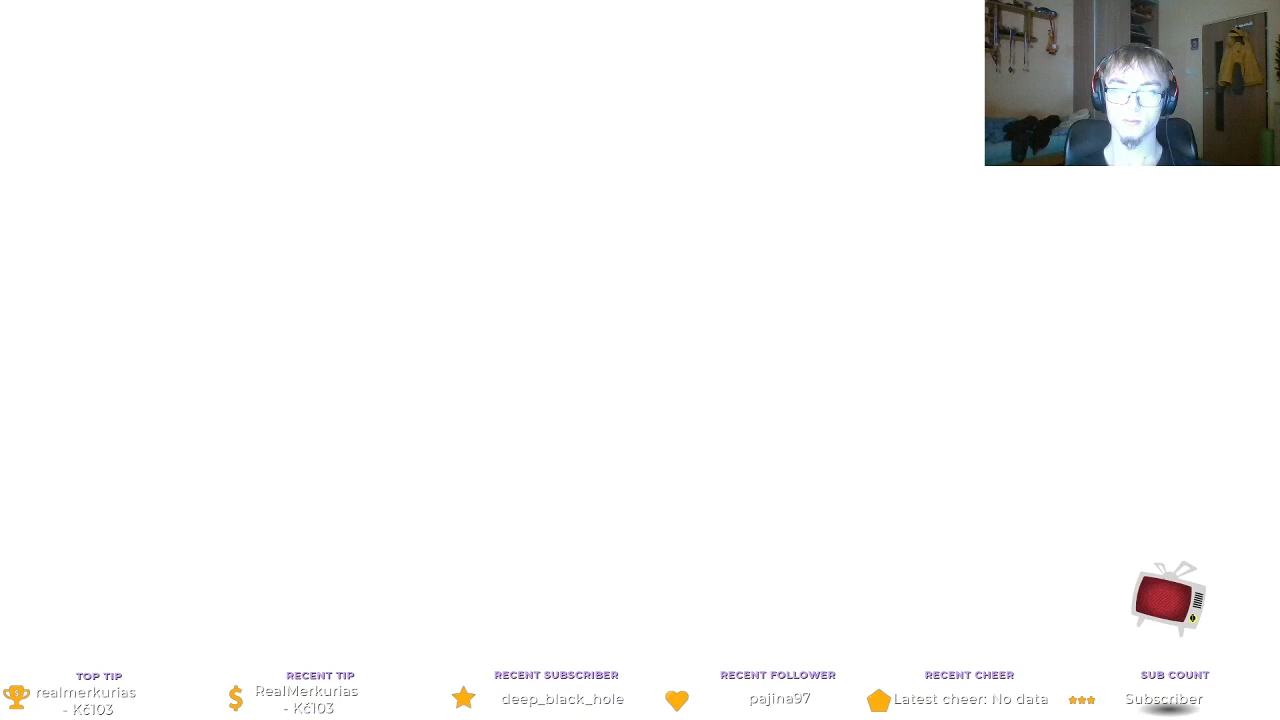 TOP TIP
realmerkurias
- Kč103
RECENT TIP
RealMerkurias
- Kč103
RECENT SUBSCRIBER
deep_black_hole
RECENT FOLLOWER
pajina97
RECENT CHEER
Latest cheer: No data
SUB COUNT
Subscriber